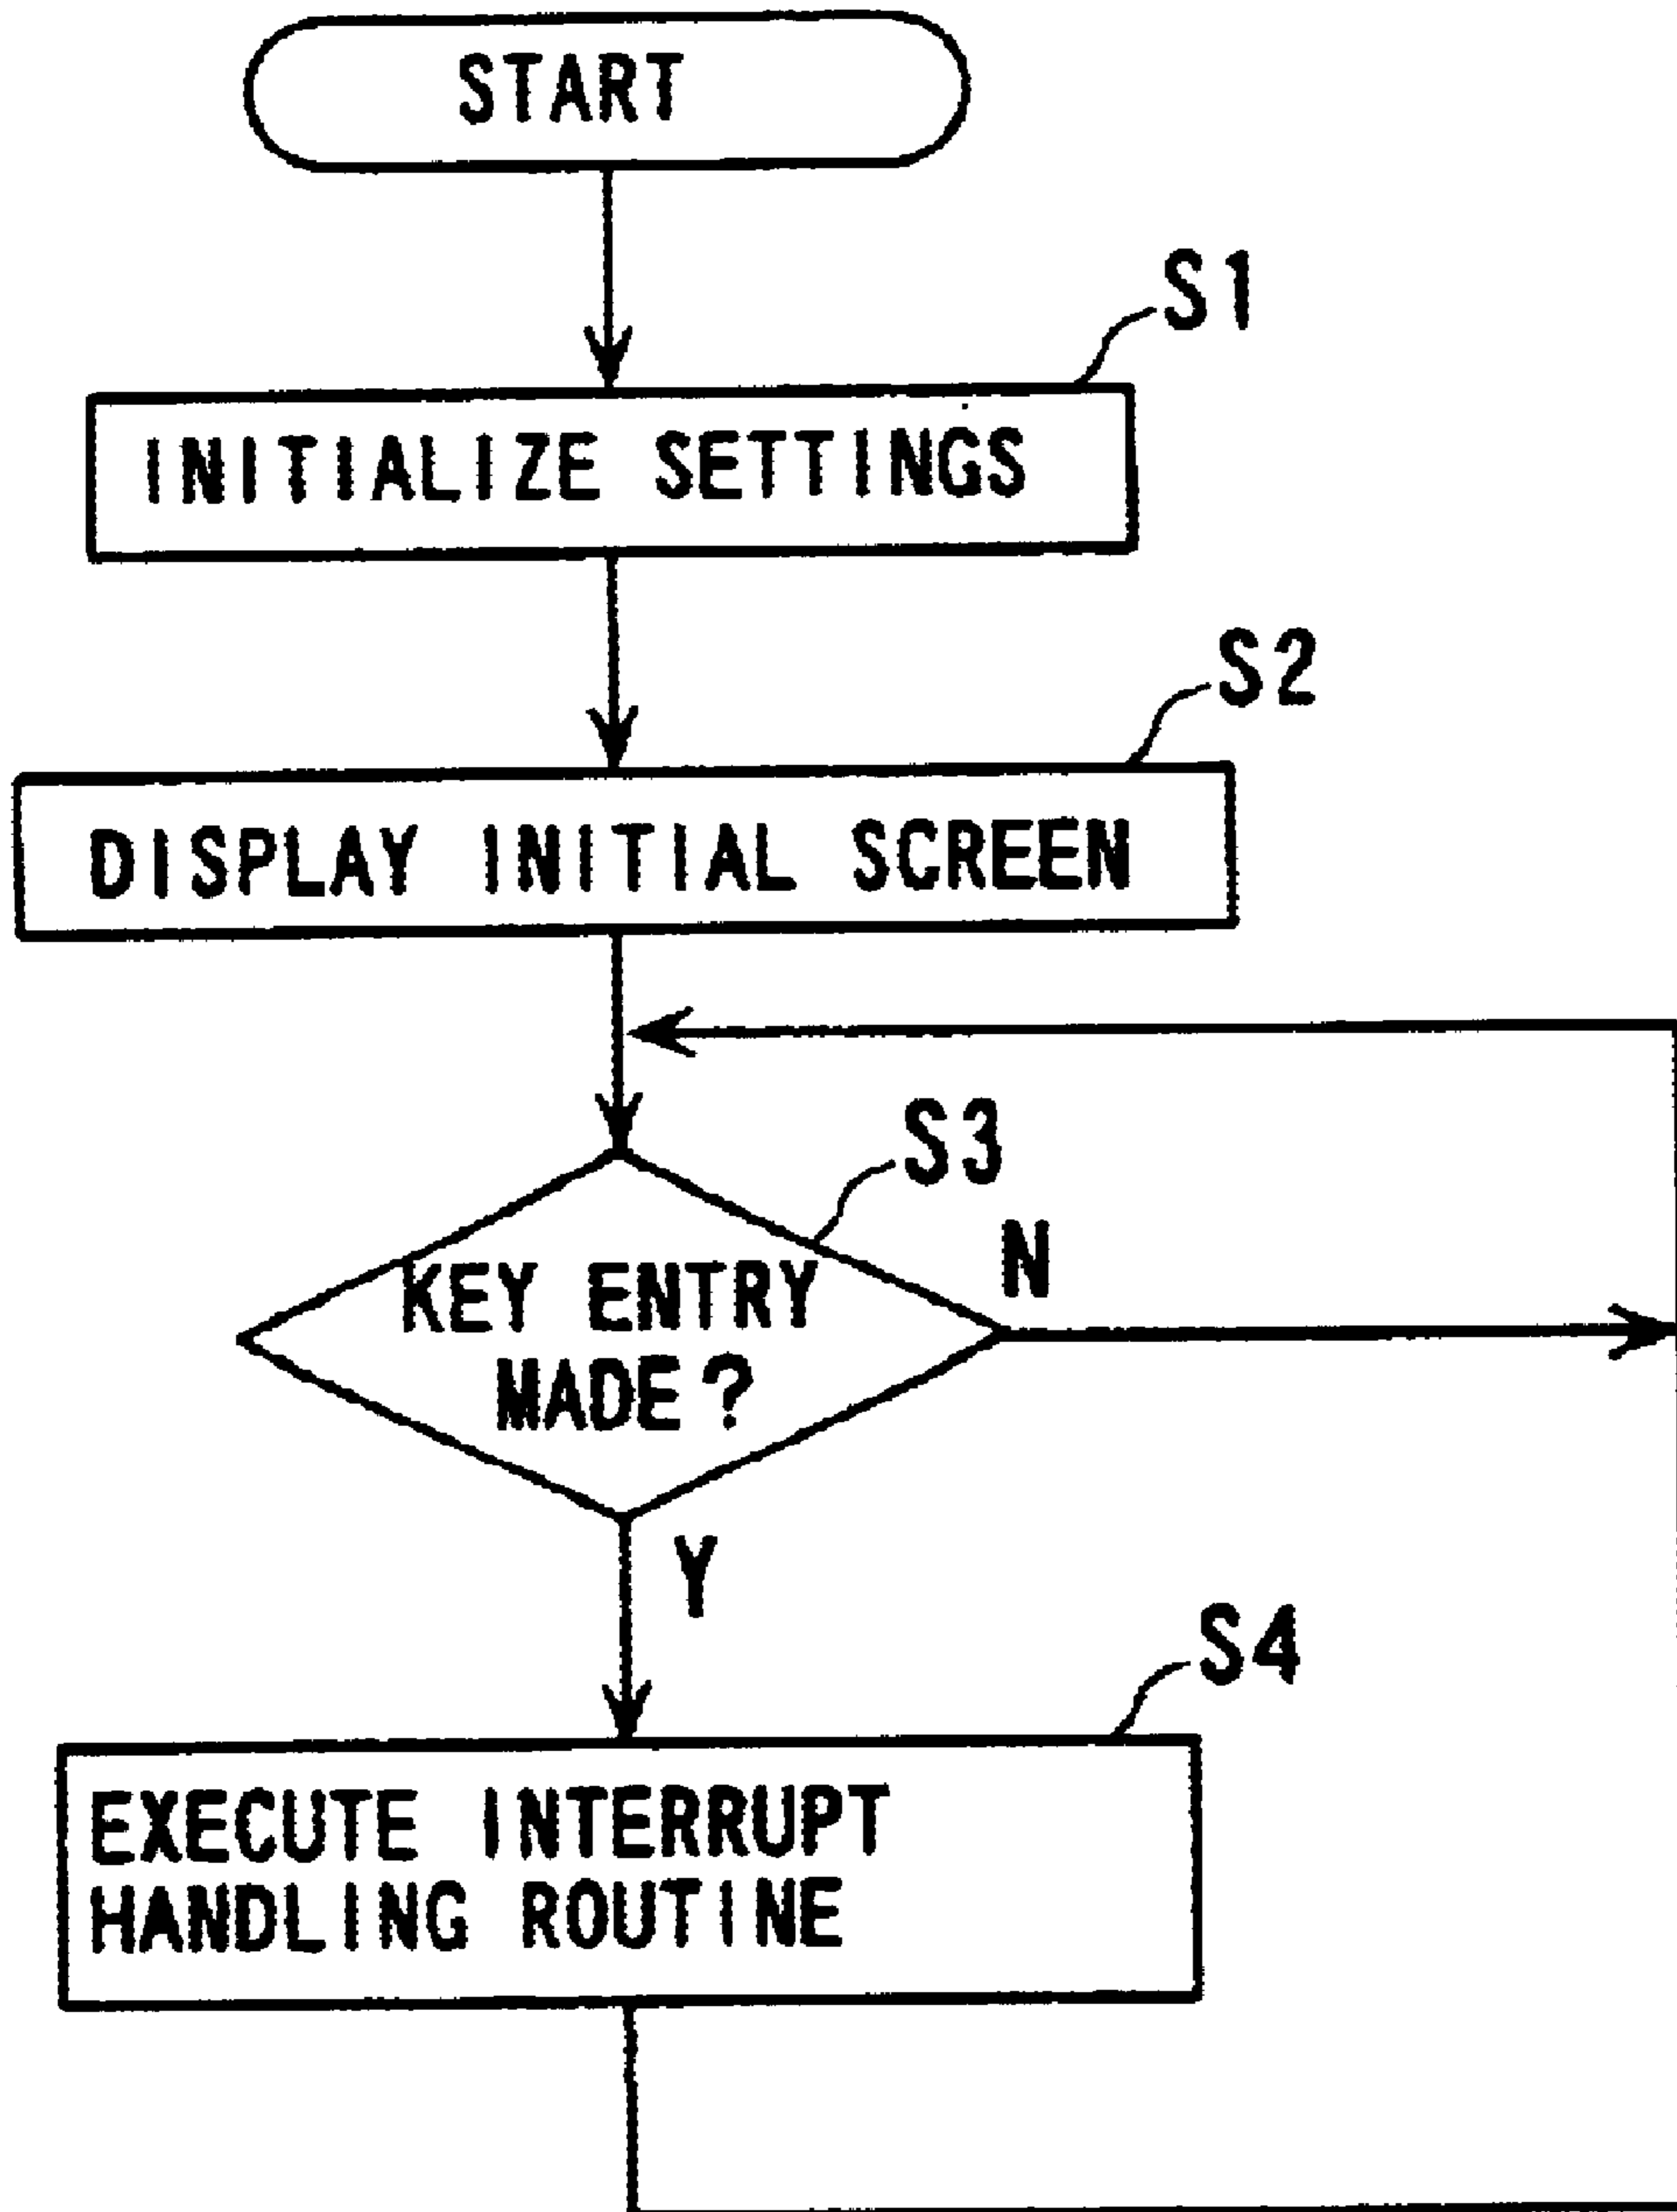 START
S1
INITIALIZE SETTINGS
S2
DISPLAY INITIAL SCREEN
S3
N
KEY ENTRY
MADE?
Y
S4
EXECUTE INTERRUPT
HANDLING ROUTINE